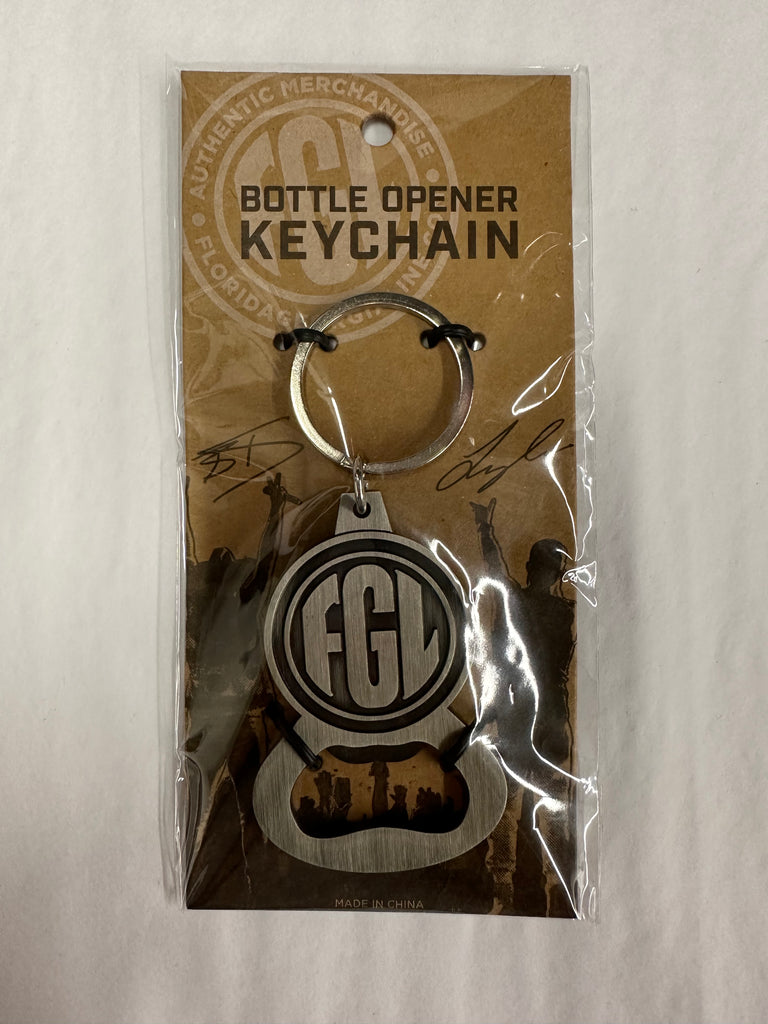 AUTHENTIC MERCHANDISE
FGL
BOTTLE OPENER
KEYCHAIN
FGL
MADE IN CHINA